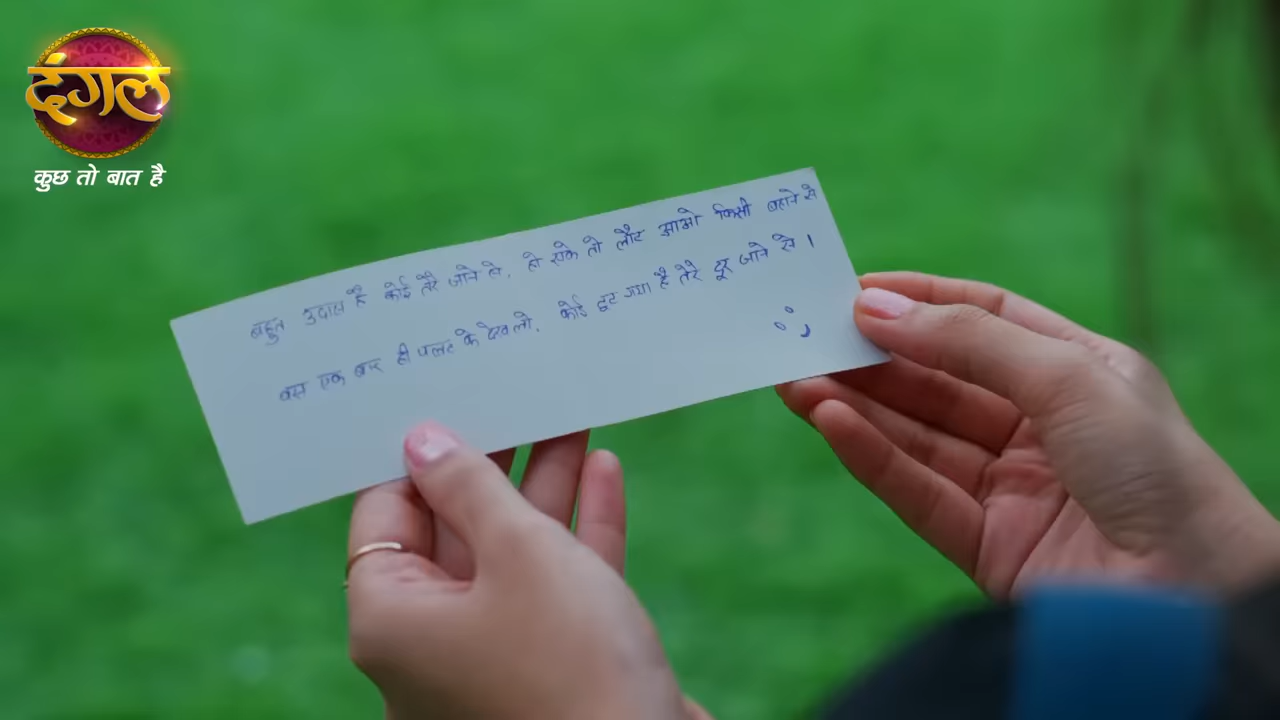 दंगल
कुछ तो बात है
बहुत उदास है कोई तेरे जाने से, हो सके तो लौट आओ किसी बहाने से
बस एक बार ही पलट के देख लो, कोई टूट गया है तेरे दूर जाने से ।